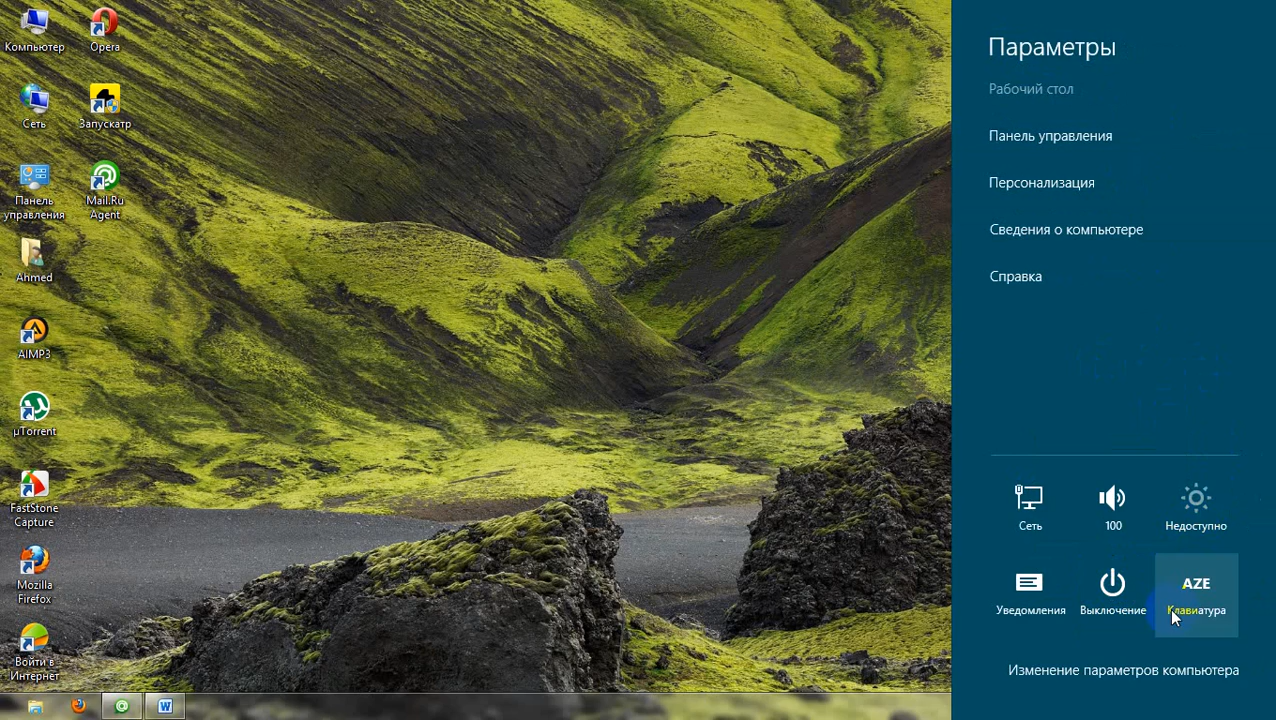 Компьютер
Opera
Сеть
Запускатр
Панель
управления
Mail.Ru
Agent
Ahmed
AIMP3
µTorrent
FastStone
Capture
Mozilla
Firefox
Войти в
Интернет
Параметры
Рабочий стол
Панель управления
Персонализация
Сведения о компьютере
Справка
Сеть
100
Недоступно
Уведомления
Выключение
AZE
Клавиатура
Изменение параметров компьютера